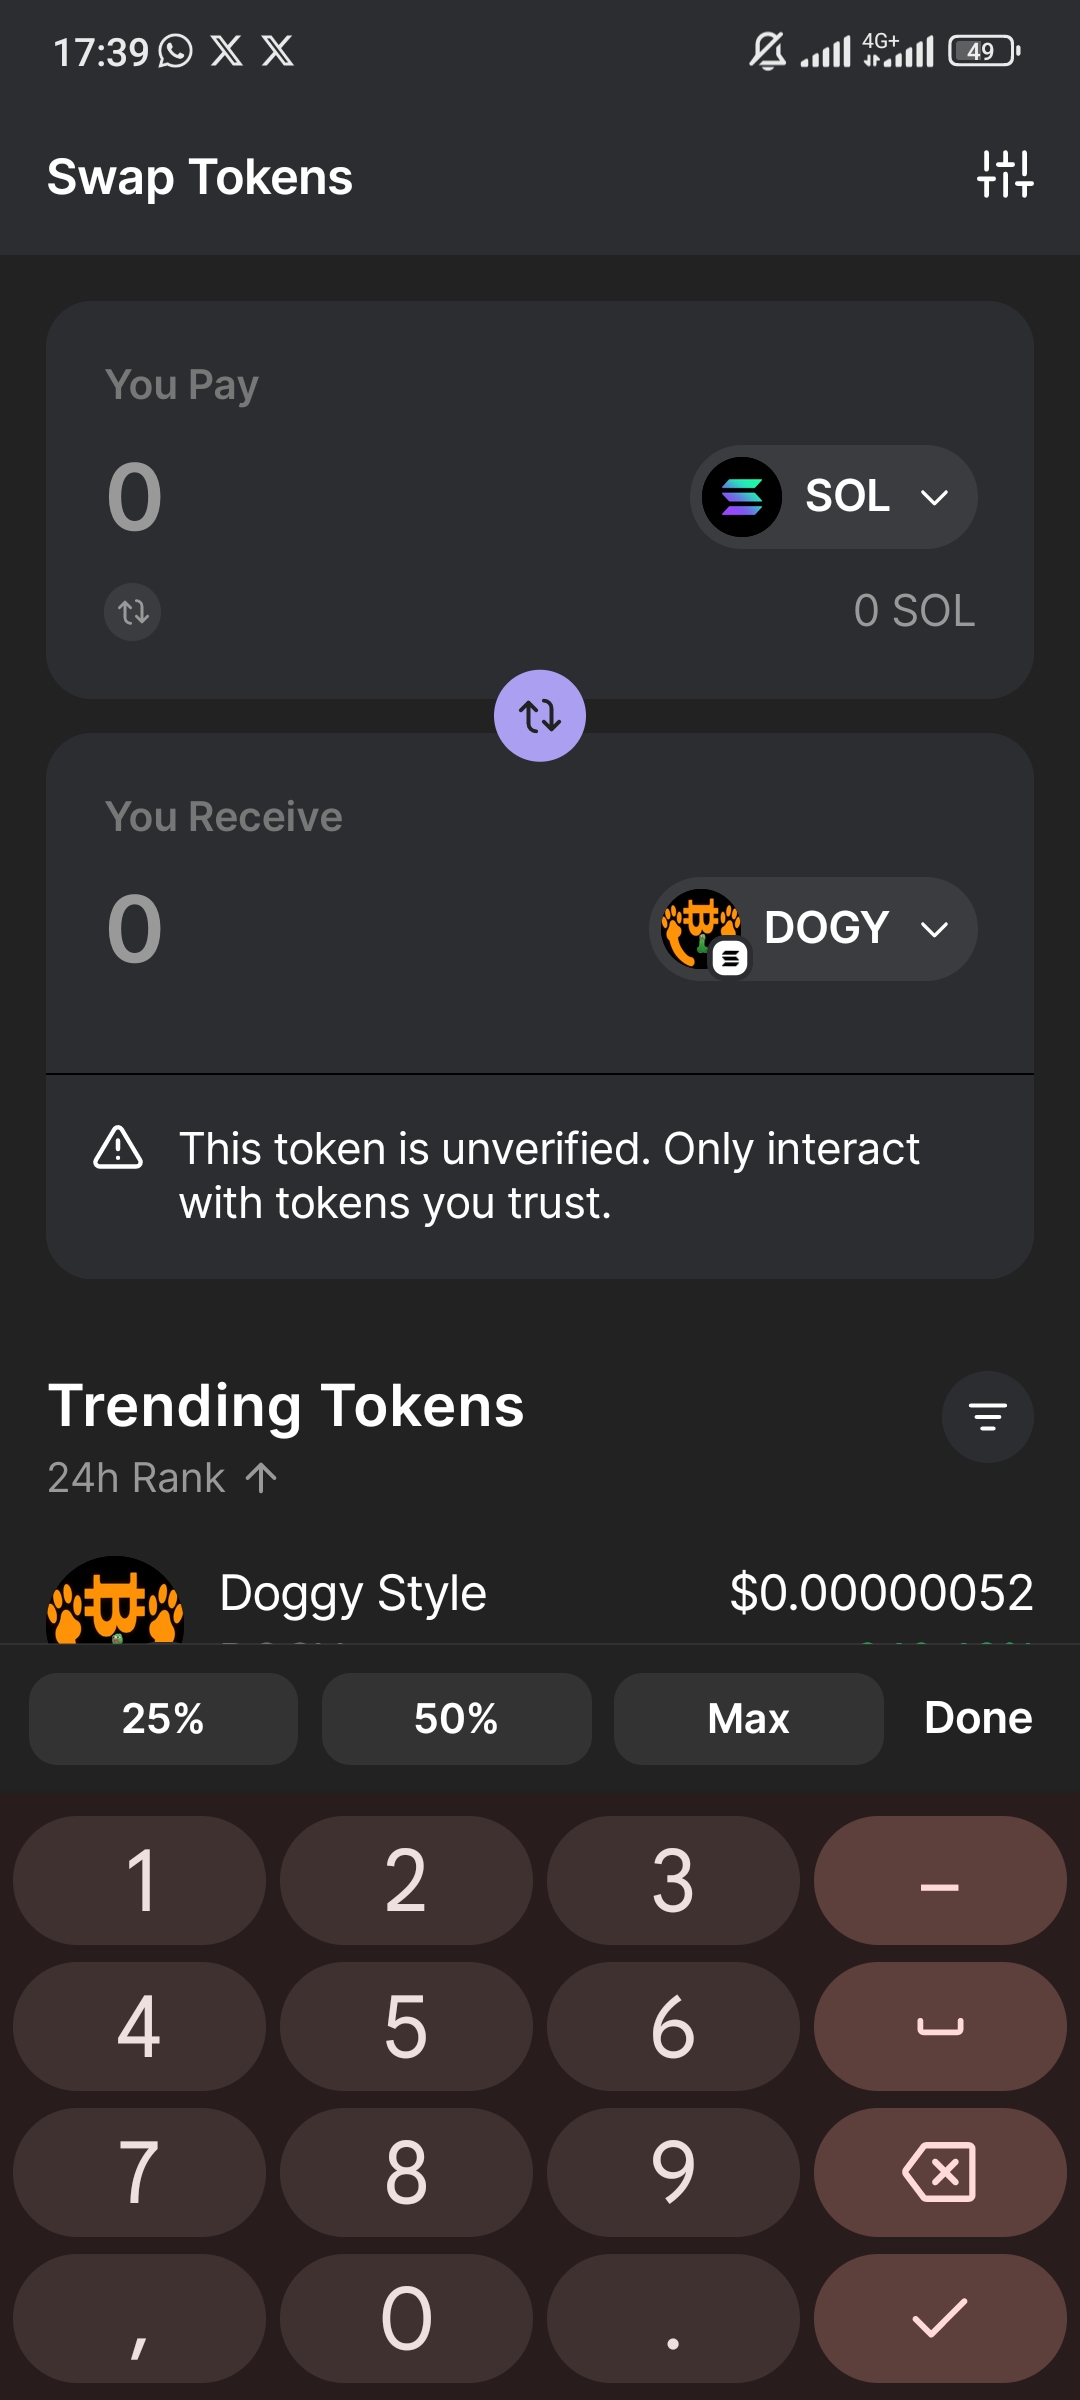 17:39
4G+
49
Swap Tokens
You Pay
0
SOL
0 SOL
You Receive
0
DOGY
This token is unverified. Only interact
with tokens you trust.
Trending Tokens
24h Rank
Doggy Style
$0.00000052
25%
50%
Max
Done
1
2
3
–
4
5
6
7
8
9
,
0
.